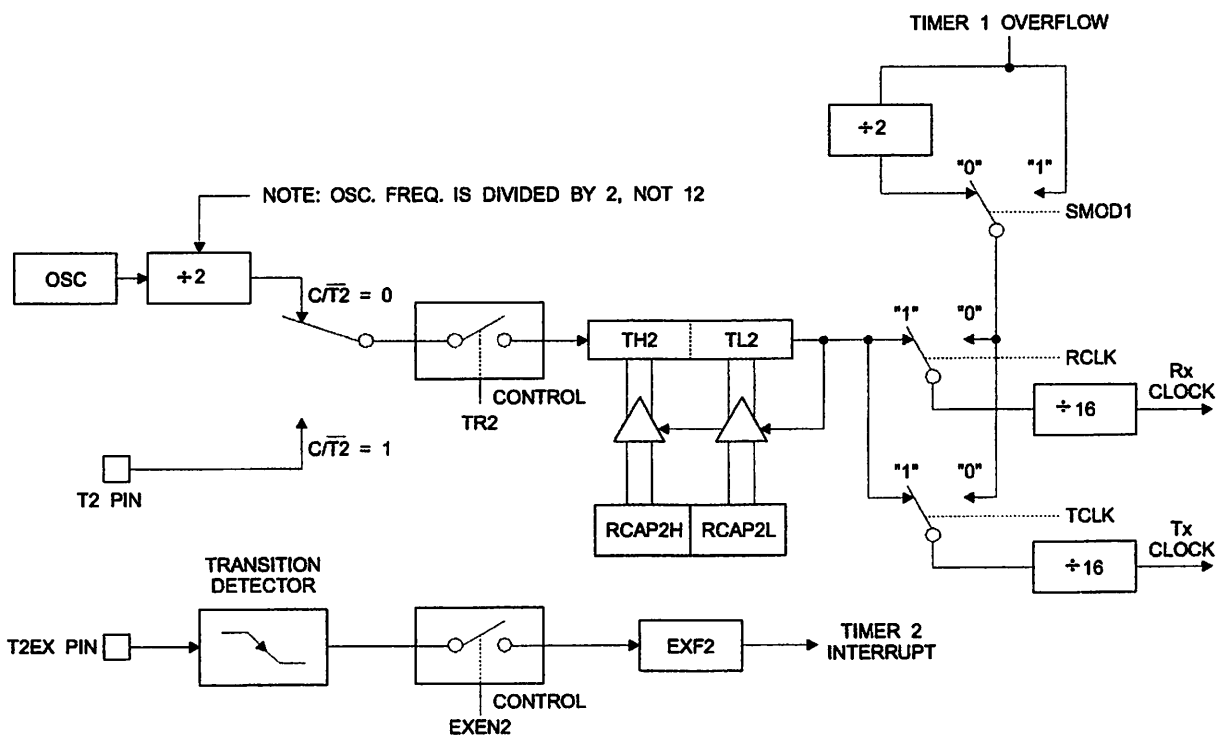 TIMER 1 OVERFLOW
÷2
"0" "1"
NOTE: OSC. FREQ. IS DIVIDED BY 2, NOT 12
SMOD1
OSC
÷2
C/T̅2̅ = 0
TH2 TL2
"1" "0"
RCLK
Rx
CLOCK
÷16
CONTROL
TR2
C/T̅2̅ = 1
T2 PIN
"1" "0"
RCAP2H RCAP2L
TCLK
Tx
CLOCK
÷16
TRANSITION
DETECTOR
T2EX PIN
EXF2
TIMER 2
INTERRUPT
CONTROL
EXEN2